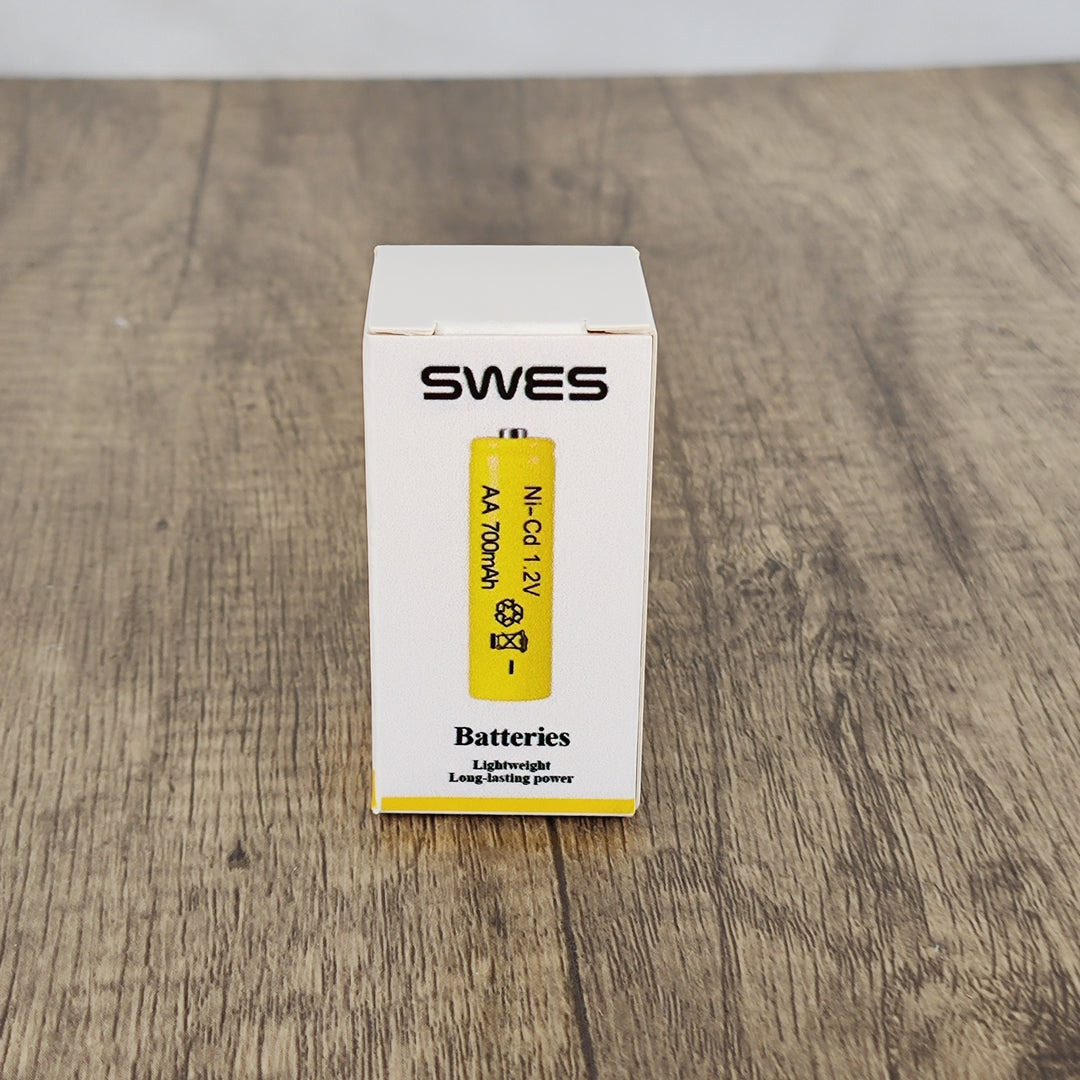 SWES
Ni-Cd 1.2V
AA 700mAh
Batteries
Lightweight
Long-lasting power